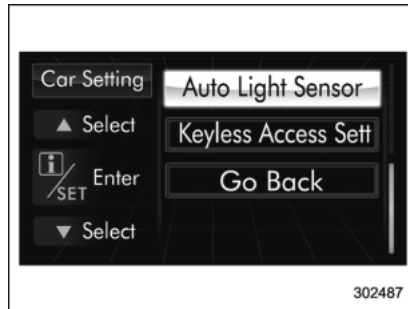 Car Setting
Auto Light Sensor
▲ Select
Keyless Access Sett
i/SET Enter
Go Back
▼ Select
302487